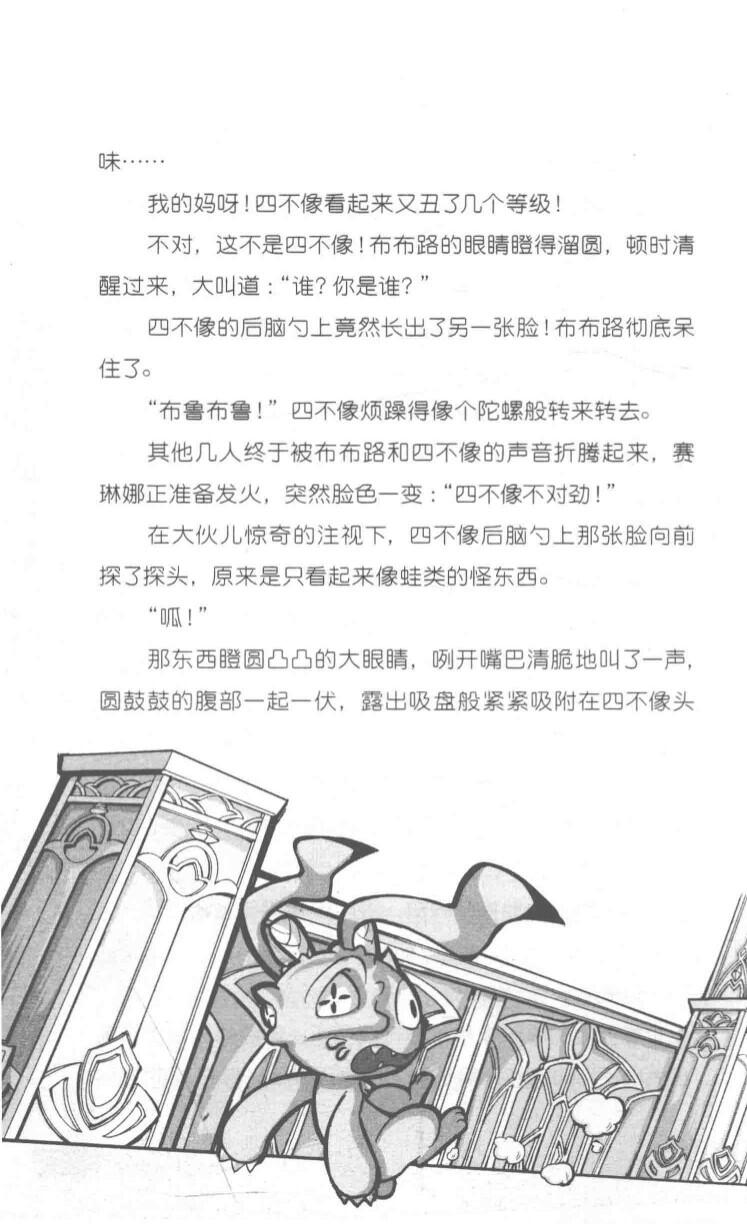 味……
我的妈呀！四不像看起来又丑了几个等级！
不对，这不是四不像！布布路的眼睛瞪得溜圆，顿时清
醒过来，大叫道：“谁？你是谁？”
四不像的后脑勺上竟然长出了另一张脸！布布路彻底呆
住了。
“布鲁布鲁！”四不像烦躁得像个陀螺般转来转去。
其他几人终于被布布路和四不像的声音折腾起来，赛
琳娜正准备发火，突然脸色一变：“四不像不对劲！”
在大伙儿惊奇的注视下，四不像后脑勺上那张脸向前
探了探头，原来是只看起来像蛙类的怪东西。
“呱！”
那东西瞪圆凸凸的大眼睛，咧开嘴巴清脆地叫了一声，
圆鼓鼓的腹部一起一伏，露出吸盘般紧紧吸附在四不像头